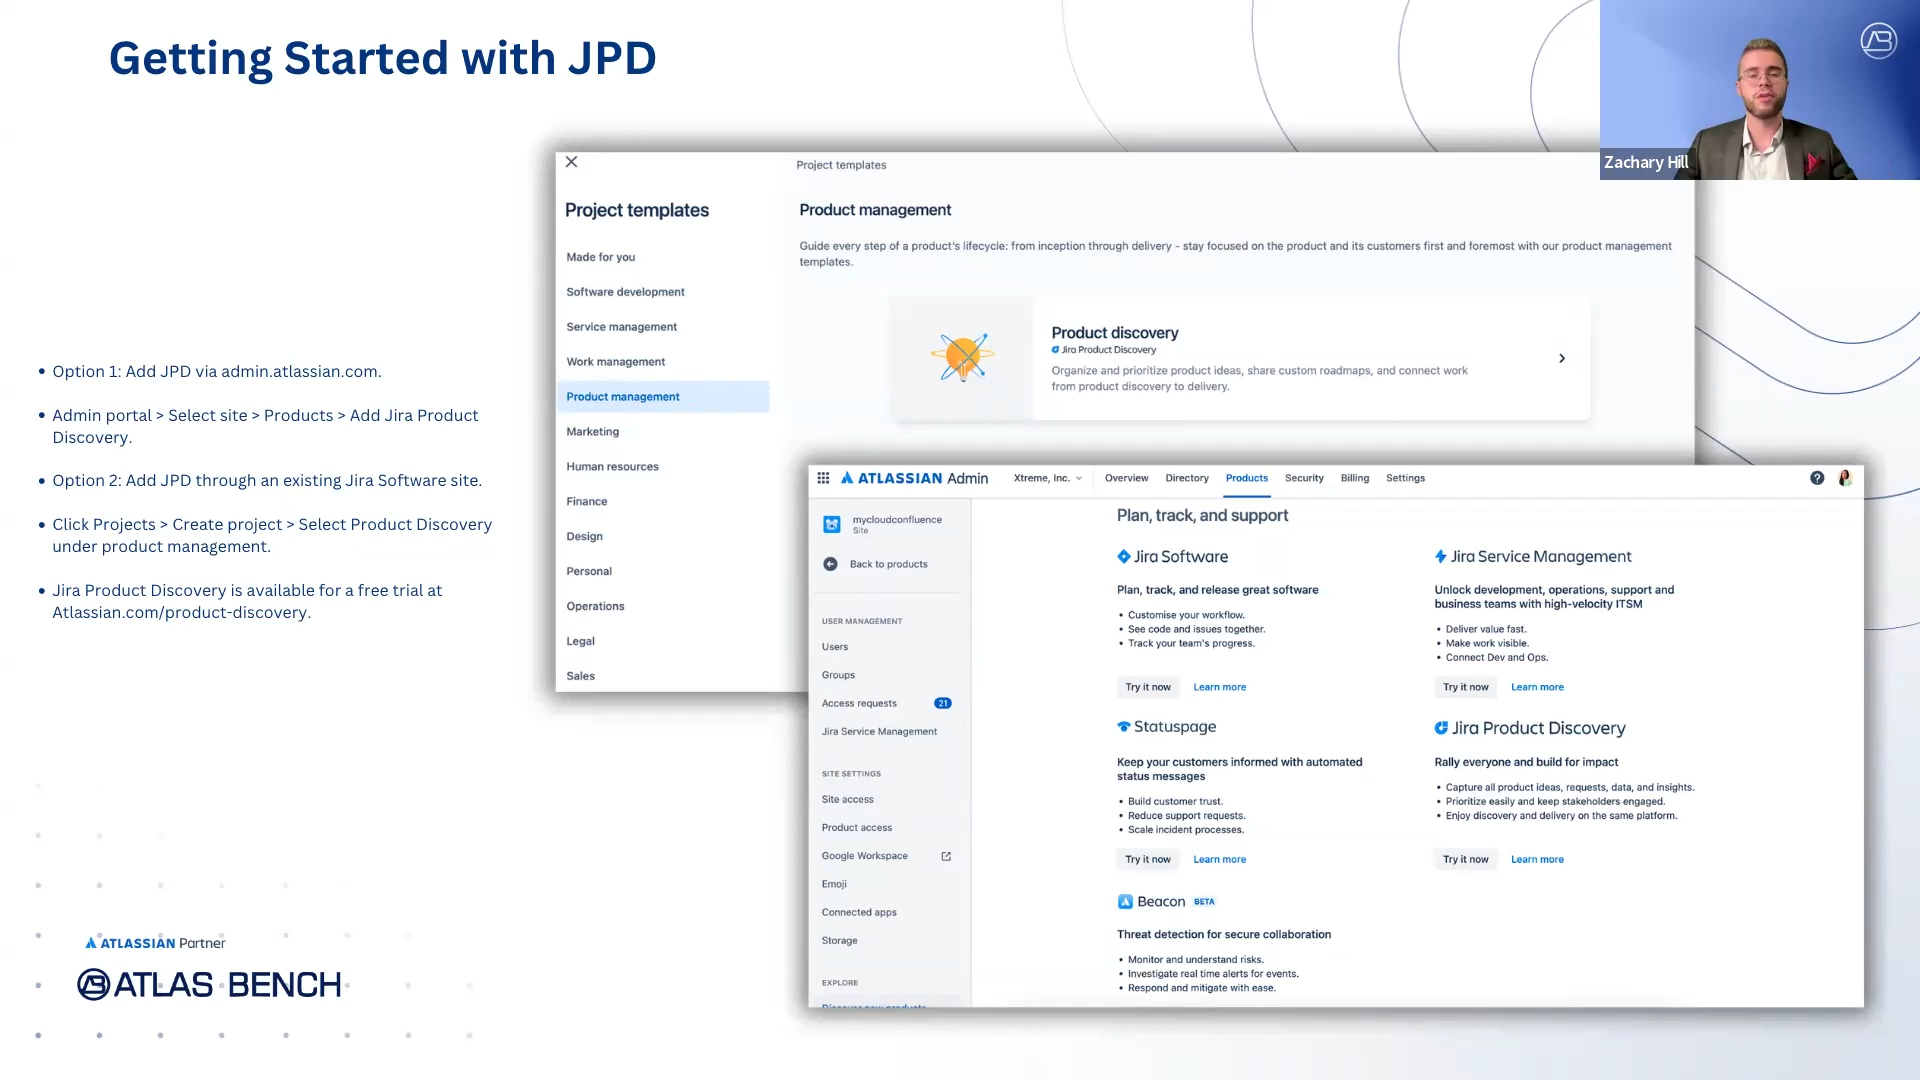 Getting Started with JPD
Zachary Hill
• Option 1: Add JPD via admin.atlassian.com.
• Admin portal > Select site > Products > Add Jira Product
Discovery.
• Option 2: Add JPD through an existing Jira Software site.
• Click Projects > Create project > Select Product Discovery
under product management.
• Jira Product Discovery is available for a free trial at
Atlassian.com/product-discovery.
ATLASSIAN Partner
ATLAS BENCH
Project templates
Made for you
Software development
Service management
Work management
Product management
Marketing
Human resources
Finance
Design
Personal
Operations
Legal
Sales
Project templates
Product management
Guide every step of a product's lifecycle: from inception through delivery - stay focused on the product and its customers first and foremost with our product management
templates.
Product discovery
Jira Product Discovery
Organize and prioritize product ideas, share custom roadmaps, and connect work
from product discovery to delivery.
ATLASSIAN Admin
Xtreme, Inc.
Overview
Directory
Products
Security
Billing
Settings
mycloudconfluence
Site
Back to products
USER MANAGEMENT
Users
Groups
Access requests 21
Jira Service Management
SITE SETTINGS
Site access
Product access
Google Workspace
Emoji
Connected apps
Storage
EXPLORE
Discover new products
Plan, track, and support
Jira Software
Plan, track, and release great software
• Customise your workflow.
• See code and issues together.
• Track your team's progress.
Try it now Learn more
Jira Service Management
Unlock development, operations, support and
business teams with high-velocity ITSM
• Deliver value fast.
• Make work visible.
• Connect Dev and Ops.
Try it now Learn more
Statuspage
Keep your customers informed with automated
status messages
• Build customer trust.
• Reduce support requests.
• Scale incident processes.
Try it now Learn more
Jira Product Discovery
Rally everyone and build for impact
• Capture all product ideas, requests, data, and insights.
• Prioritize easily and keep stakeholders engaged.
• Enjoy discovery and delivery on the same platform.
Try it now Learn more
Beacon BETA
Threat detection for secure collaboration
• Monitor and understand risks.
• Investigate real time alerts for events.
• Respond and mitigate with ease.